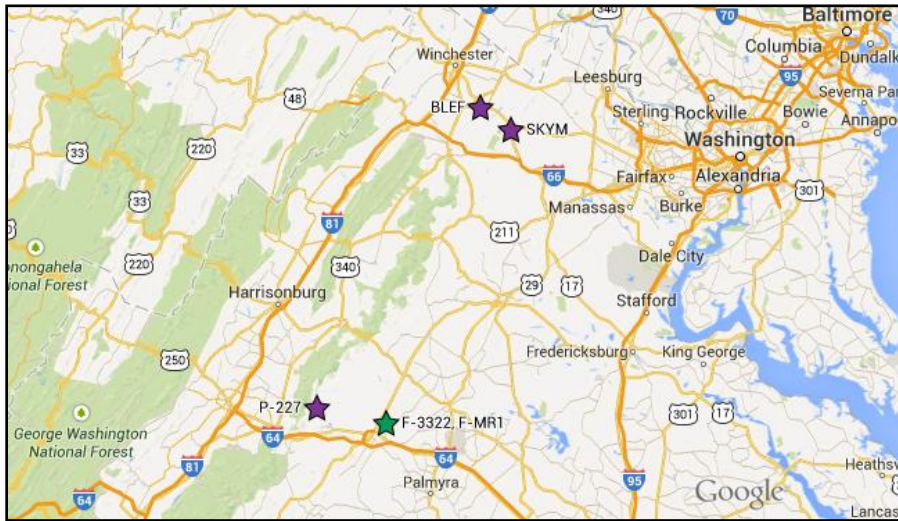 340
70
Baltimore
Winchester
Columbia
Dundalk
Leesburg
95
48
BLEF
Sterling
Rockville
Bowie
Severna Par
Annapo
SKYM
33
220
Washington
66
Fairfax
Alexandria
301
33
Manassas
Burke
81
211
Dale City
onongahela
ional Forest
220
340
29
17
Harrisonburg
Stafford
250
Fredericksburg
King George
P-227
F-3322, F-MR1
301
17
George Washington
National Forest
64
64
81
95
Heathsv
64
Palmyra
Google
Lancas